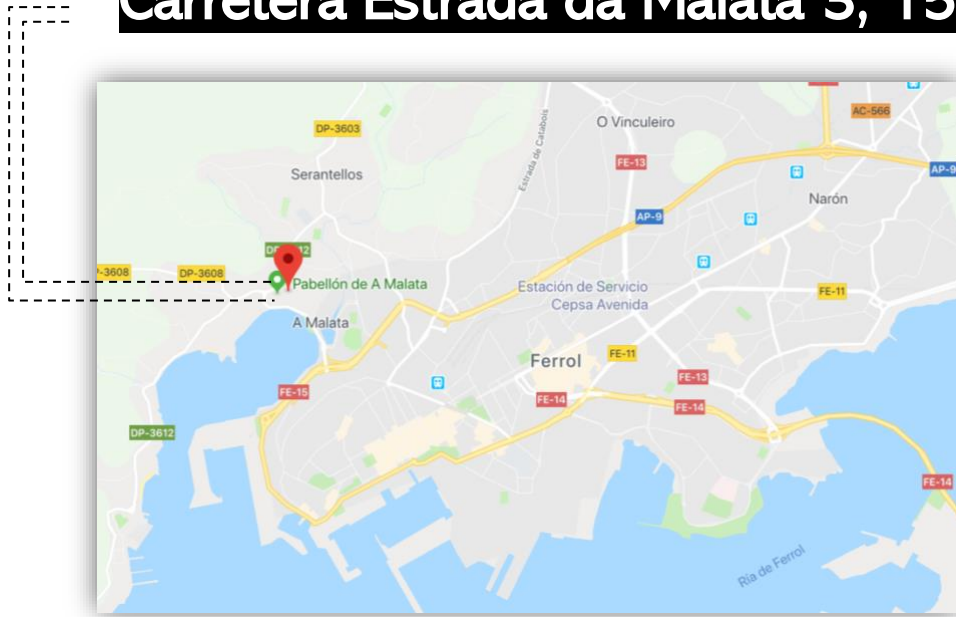 Carretera Estrada da Malata 3, 15
AC-566
O Vinculeiro
DP-3603
Estrada de Catabois
FE-13
AP-9
Serantellos
Narón
AP-9
DP-3608
Pabellón de A Malata
Estación de Servicio
Cepsa Avenida
FE-11
A Malata
Ferrol
FE-11
FE-13
FE-15
FE-14
FE-14
DP-3612
FE-14
Ría de Ferrol